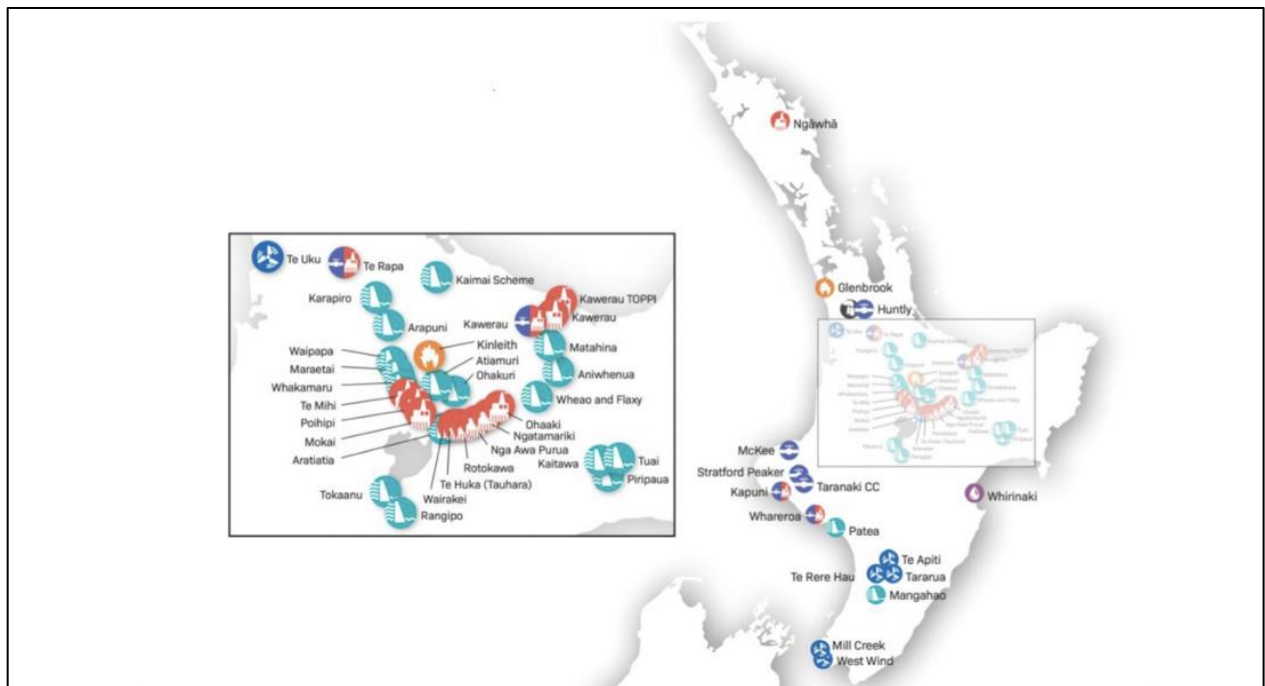 Ngāwhā
Glenbrook
Huntly
McKee
Stratford Peaker
Taranaki CC
Kapuni
Whirinaki
Whareroa
Patea
Te Apiti
Te Rere Hau
Tararua
Mangahao
Mill Creek
West Wind
Te Uku
Te Rapa
Kaimai Scheme
Karapiro
Kawerau TOPPI
Arapuni
Kawerau
Kawerau
Kinleith
Matahina
Waipapa
Atiamuri
Maraetai
Ohakuri
Aniwhenua
Whakamaru
Te Mihi
Wheao and Flaxy
Poihipi
Ohaaki
Mokai
Ngatamariki
Nga Awa Purua
Aratiatia
Rotokawa
Kaitawa
Tuai
Te Huka (Tauhara)
Piripaua
Tokaanu
Wairakei
Rangipo